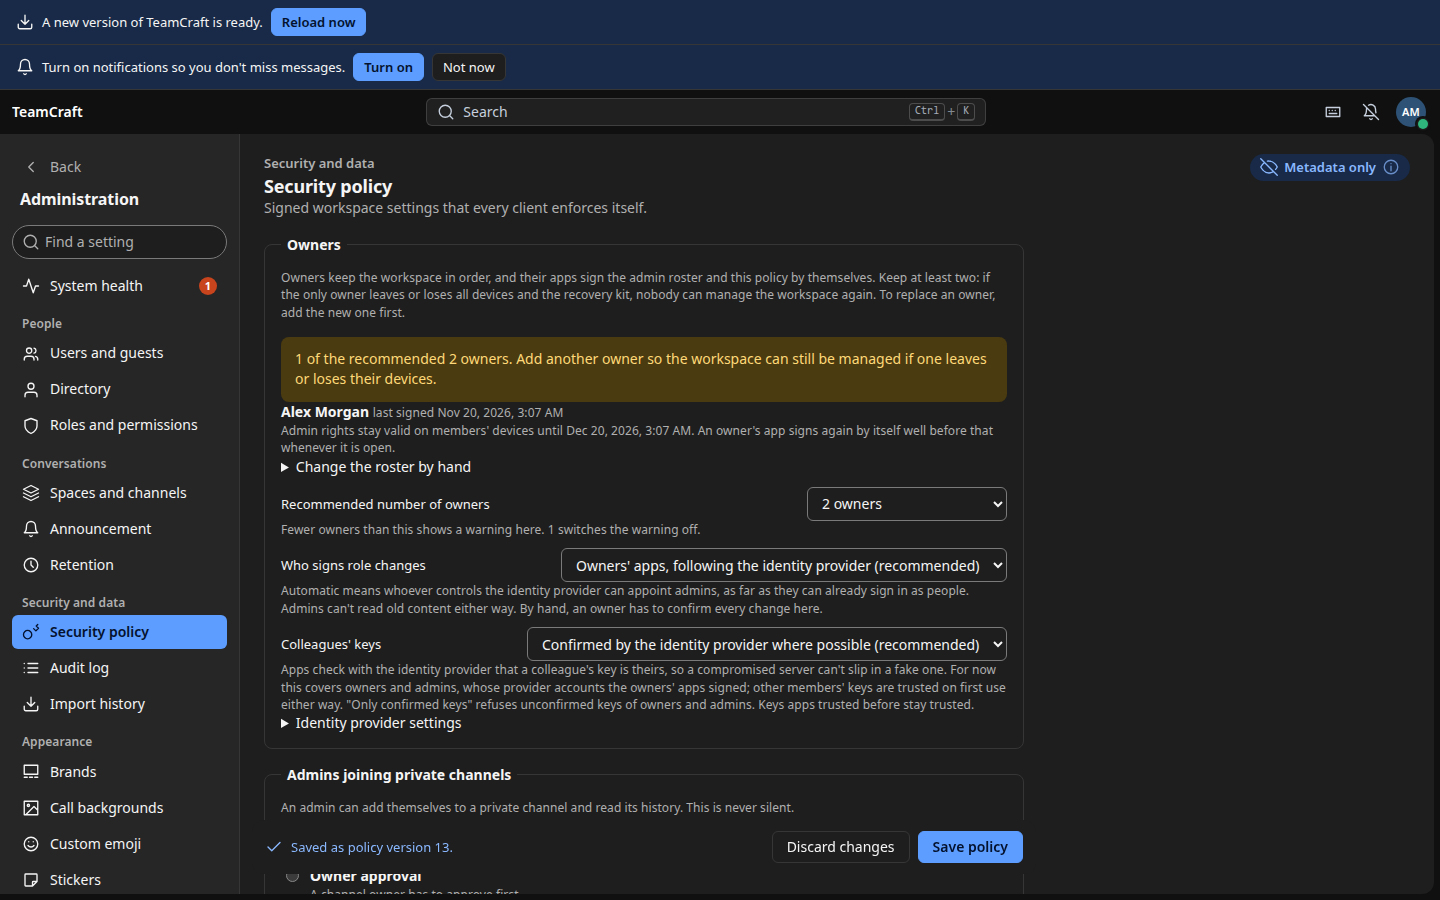 A new version of TeamCraft is ready. Reload now
Turn on notifications so you don't miss messages. Turn on Not now
TeamCraft
Search Ctrl + K
AM
Back
Administration
Find a setting
System health 1
People
Users and guests
Directory
Roles and permissions
Conversations
Spaces and channels
Announcement
Retention
Security and data
Security policy
Audit log
Import history
Appearance
Brands
Call backgrounds
Custom emoji
Stickers
Security and data
Security policy
Signed workspace settings that every client enforces itself.
Metadata only
Owners
Owners keep the workspace in order, and their apps sign the admin roster and this policy by themselves. Keep at least two: if
the only owner leaves or loses all devices and the recovery kit, nobody can manage the workspace again. To replace an owner,
add the new one first.
1 of the recommended 2 owners. Add another owner so the workspace can still be managed if one leaves
or loses their devices.
Alex Morgan last signed Nov 20, 2026, 3:07 AM
Admin rights stay valid on members' devices until Dec 20, 2026, 3:07 AM. An owner's app signs again by itself well before that
whenever it is open.
Change the roster by hand
Recommended number of owners 2 owners
Fewer owners than this shows a warning here. 1 switches the warning off.
Who signs role changes Owners' apps, following the identity provider (recommended)
Automatic means whoever controls the identity provider can appoint admins, as far as they can already sign in as people.
Admins can't read old content either way. By hand, an owner has to confirm every change here.
Colleagues' keys Confirmed by the identity provider where possible (recommended)
Apps check with the identity provider that a colleague's key is theirs, so a compromised server can't slip in a fake one. For now
this covers owners and admins, whose provider accounts the owners' apps signed; other members' keys are trusted on first use
either way. "Only confirmed keys" refuses unconfirmed keys of owners and admins. Keys apps trusted before stay trusted.
Identity provider settings
Admins joining private channels
An admin can add themselves to a private channel and read its history. This is never silent.
Saved as policy version 13. Discard changes Save policy
Owner approval
A channel owner has to approve first.